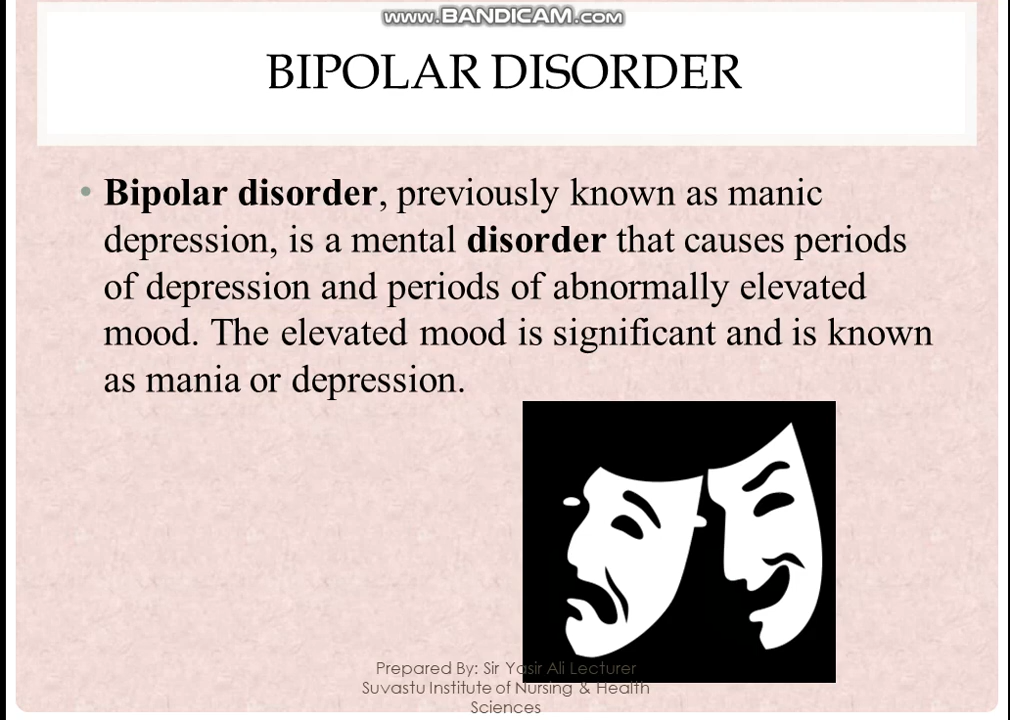 www.BANDICAM.com
BIPOLAR DISORDER
• Bipolar disorder, previously known as manic
depression, is a mental disorder that causes periods
of depression and periods of abnormally elevated
mood. The elevated mood is significant and is known
as mania or depression.
Prepared By: Sir Yasir Ali Lecturer
Suvastu Institute of Nursing & Health
Sciences